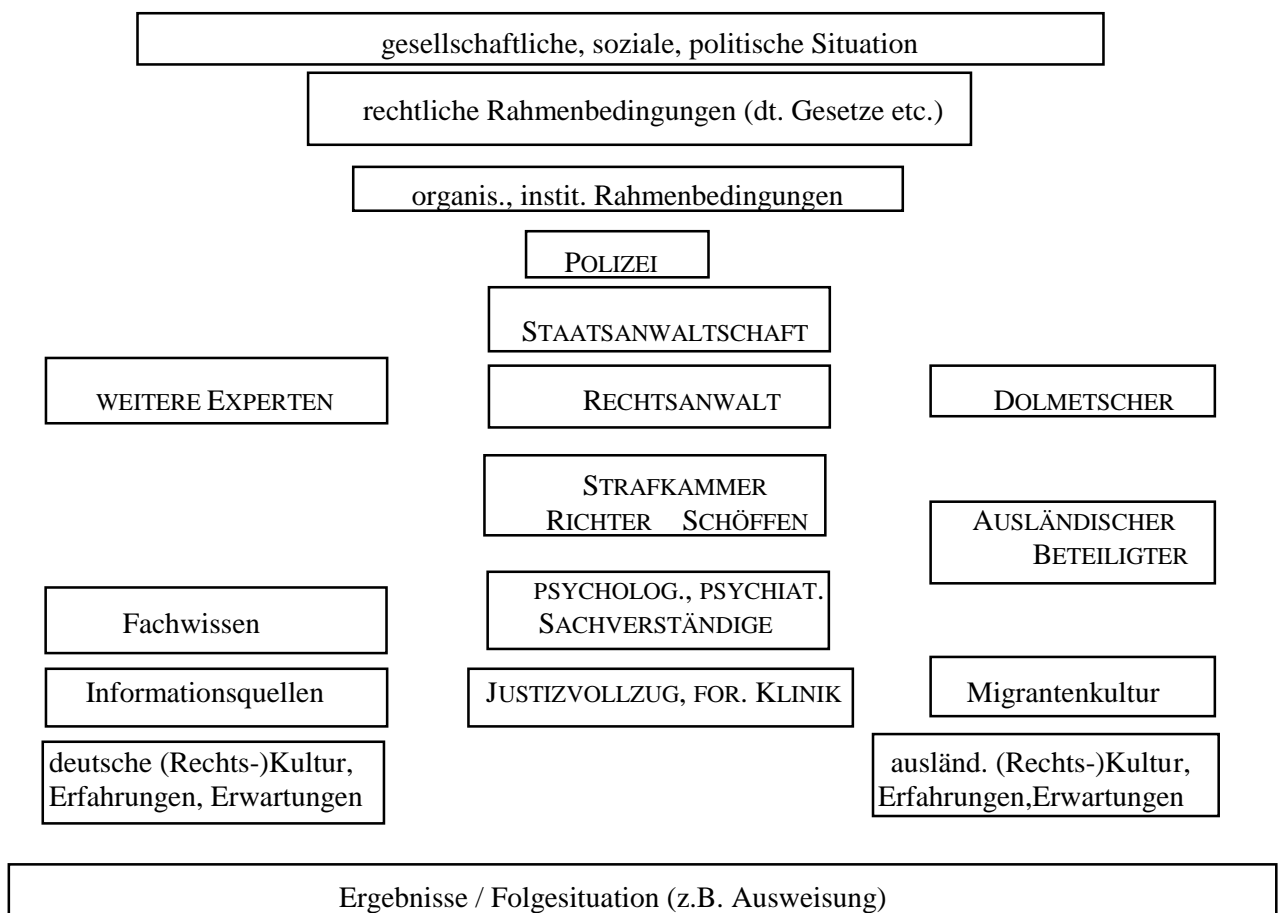 gesellschaftliche, soziale, politische Situation
rechtliche Rahmenbedingungen (dt. Gesetze etc.)
organis., instit. Rahmenbedingungen
POLIZEI
STAATSANWALTSCHAFT
WEITERE EXPERTEN
RECHTSANWALT
DOLMETSCHER
STRAFKAMMER
RICHTER SCHÖFFEN
AUSLÄNDISCHER
BETEILIGTER
PSYCHOLOG., PSYCHIAT.
SACHVERSTÄNDIGE
Fachwissen
Informationsquellen
JUSTIZVOLLZUG, FOR. KLINIK
Migrantenkultur
deutsche (Rechts-)Kultur,
Erfahrungen, Erwartungen
ausländ. (Rechts-)Kultur,
Erfahrungen,Erwartungen
Ergebnisse / Folgesituation (z.B. Ausweisung)